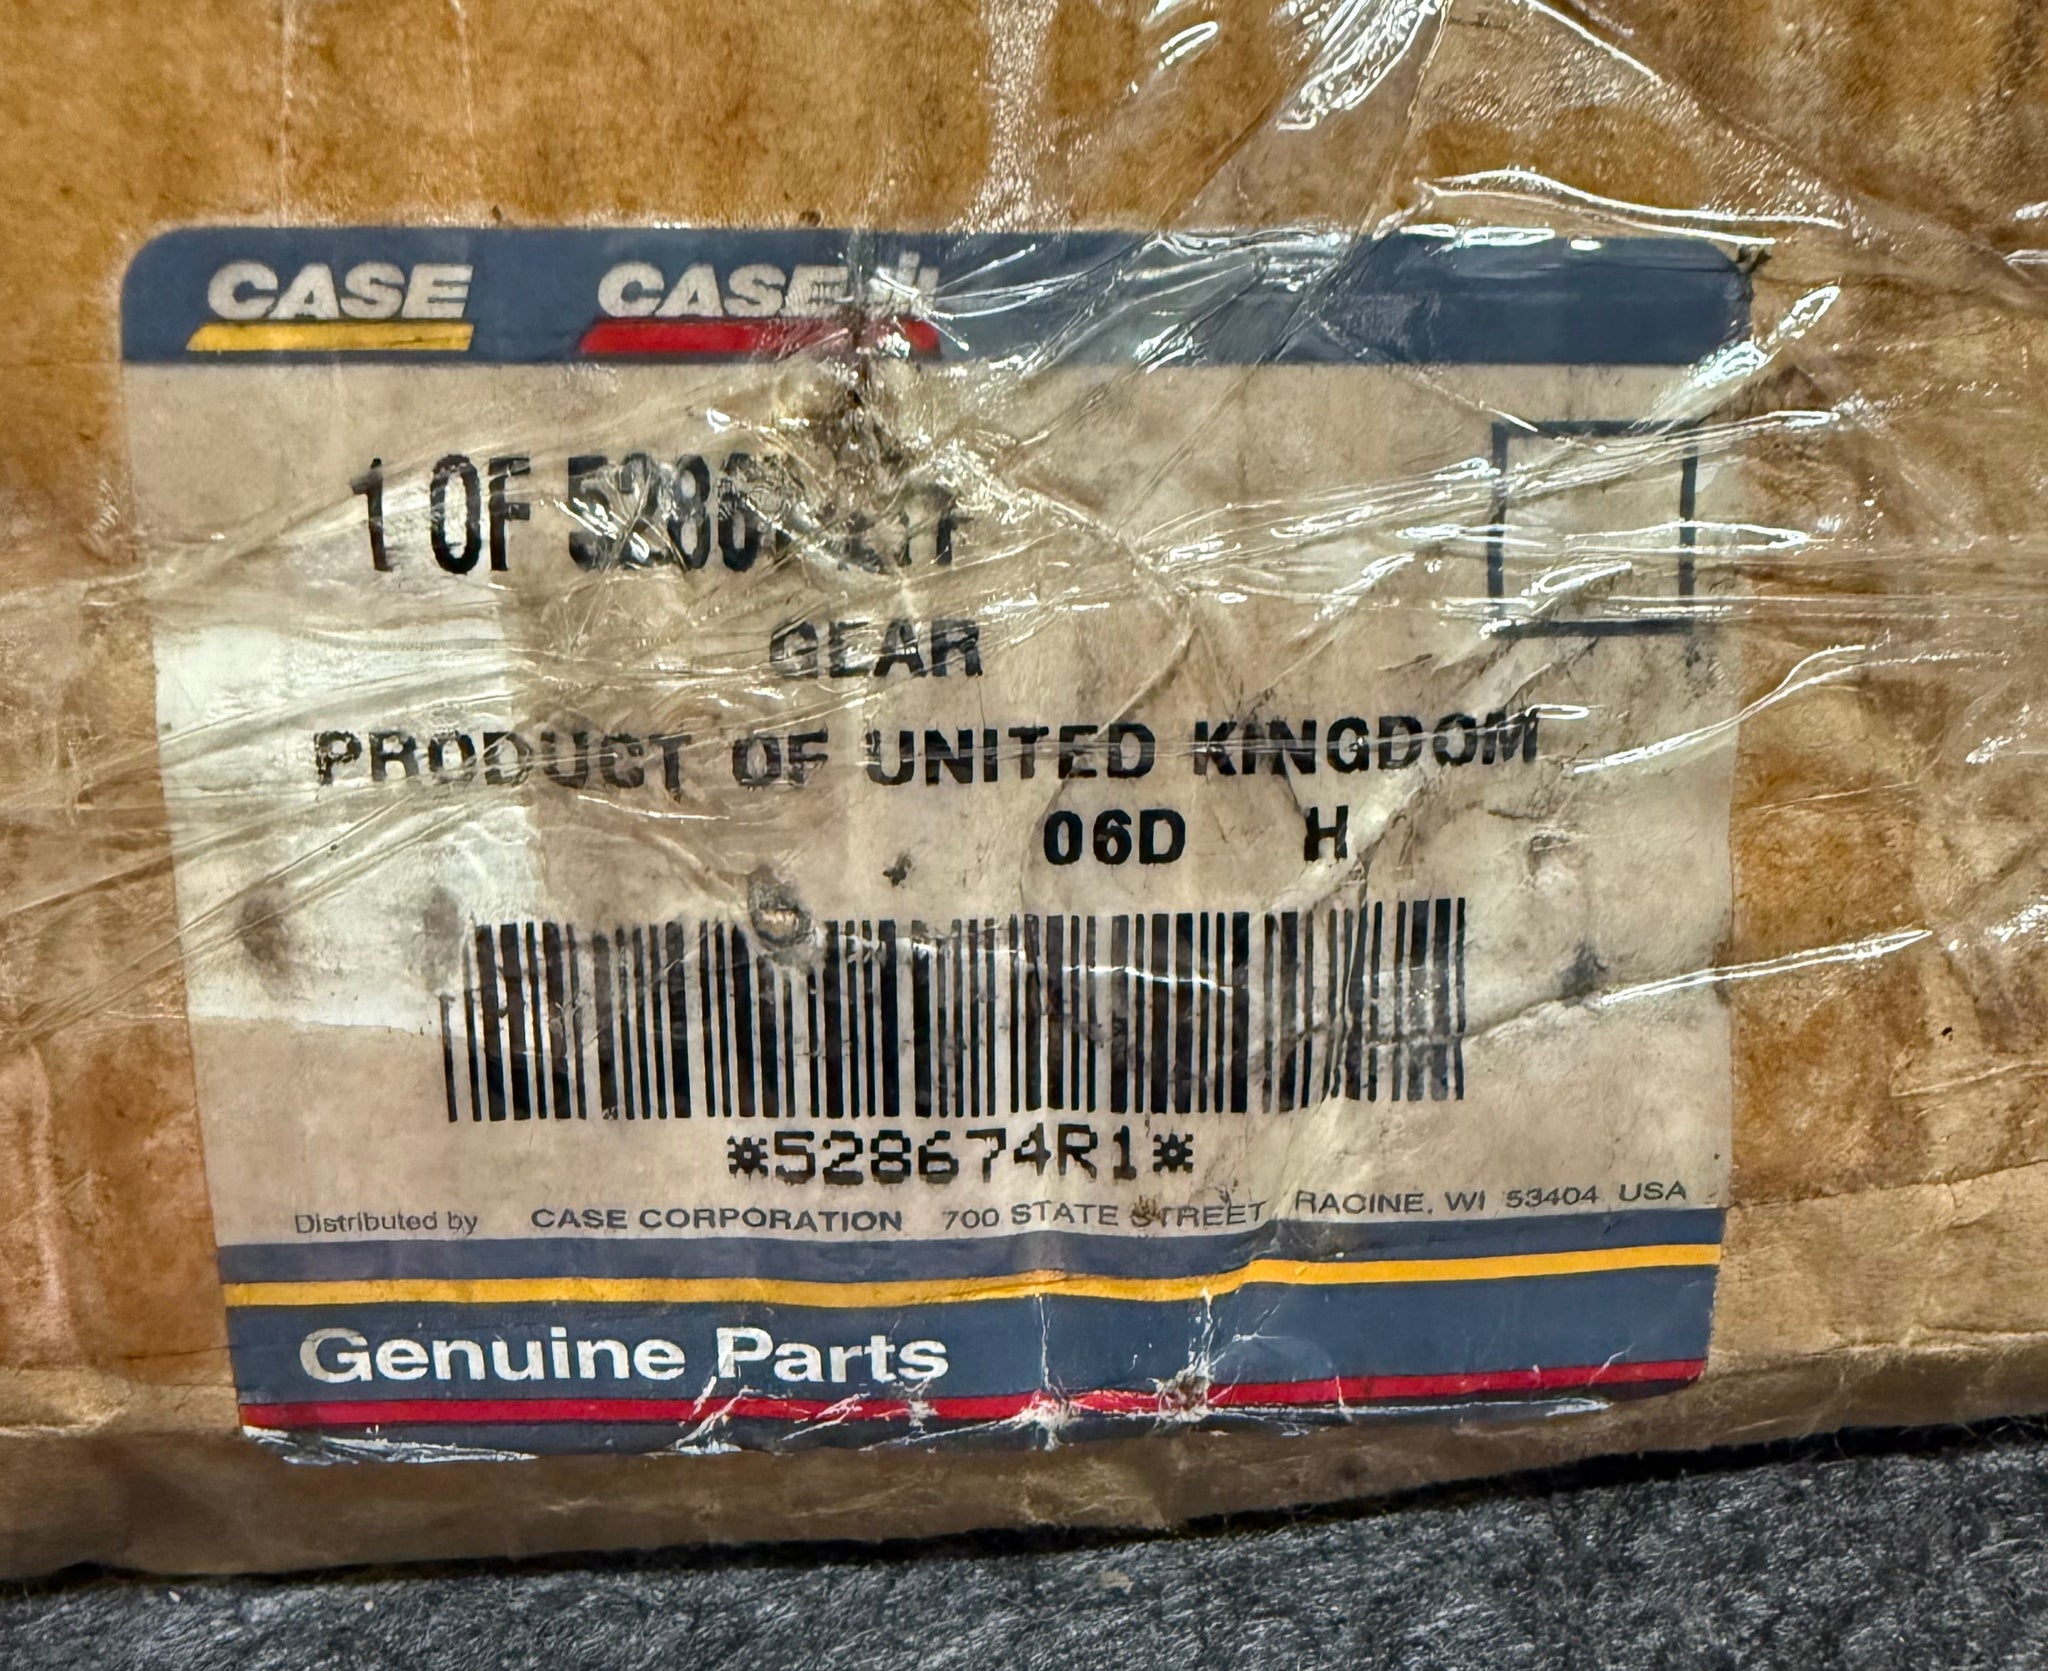 CASE CASE IH
1 OF
GEAR
PRODUCT OF UNITED KINGDOM
06D H
*528674R1*
Distributed by CASE CORPORATION 700 STATE STREET RACINE, WI 53404 USA
Genuine Parts